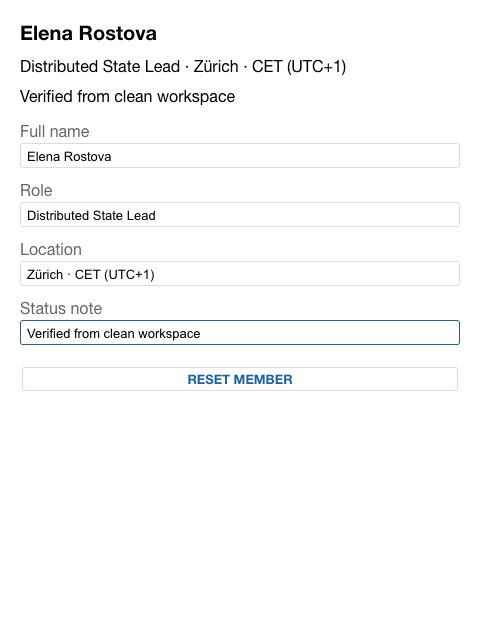 Elena Rostova
Distributed State Lead · Zürich · CET (UTC+1)
Verified from clean workspace
Full name
Elena Rostova
Role
Distributed State Lead
Location
Zürich · CET (UTC+1)
Status note
Verified from clean workspace
RESET MEMBER